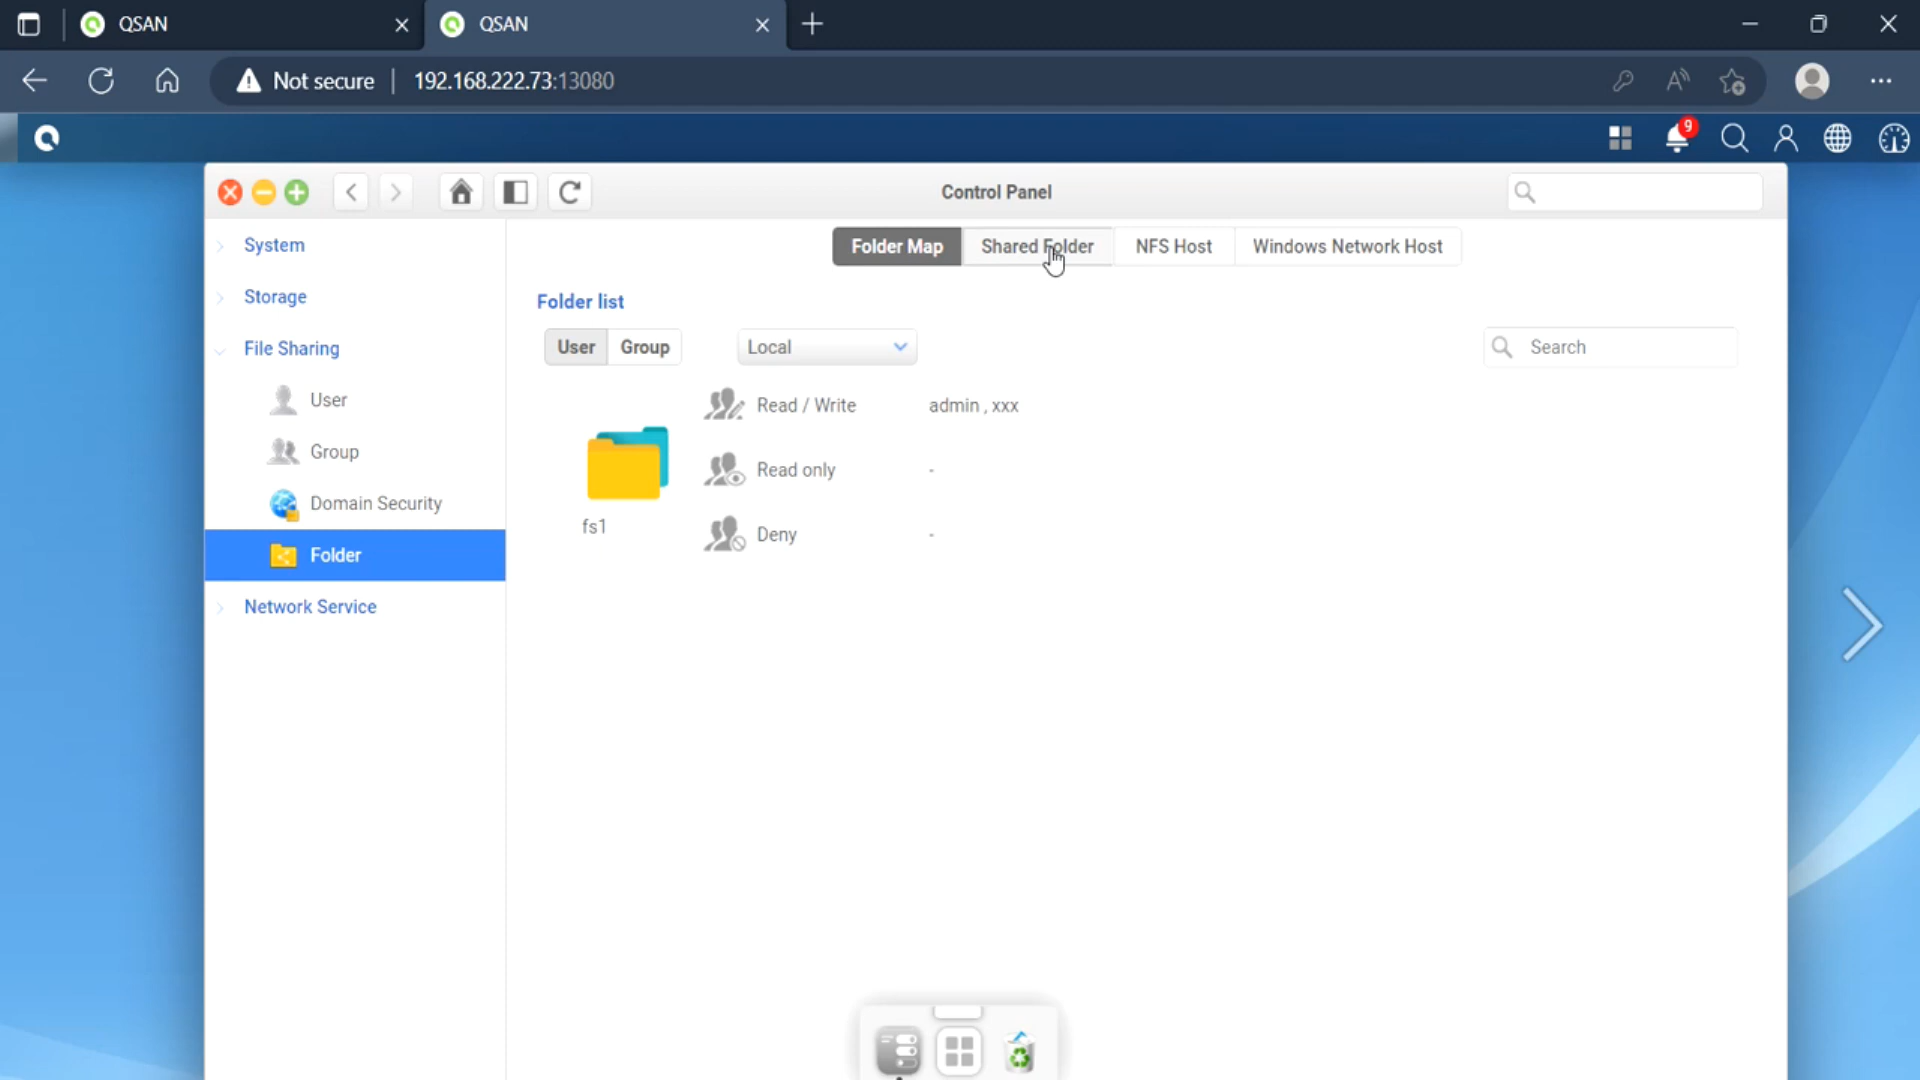 QSAN
QSAN
Not secure
192.168.222.73:13080
9
Control Panel
System
Storage
File Sharing
User
Group
Domain Security
Folder
Network Service
Folder Map
Shared Folder
NFS Host
Windows Network Host
Folder list
User
Group
Local
Search
Read / Write
admin , xxx
Read only
-
Deny
-
fs1